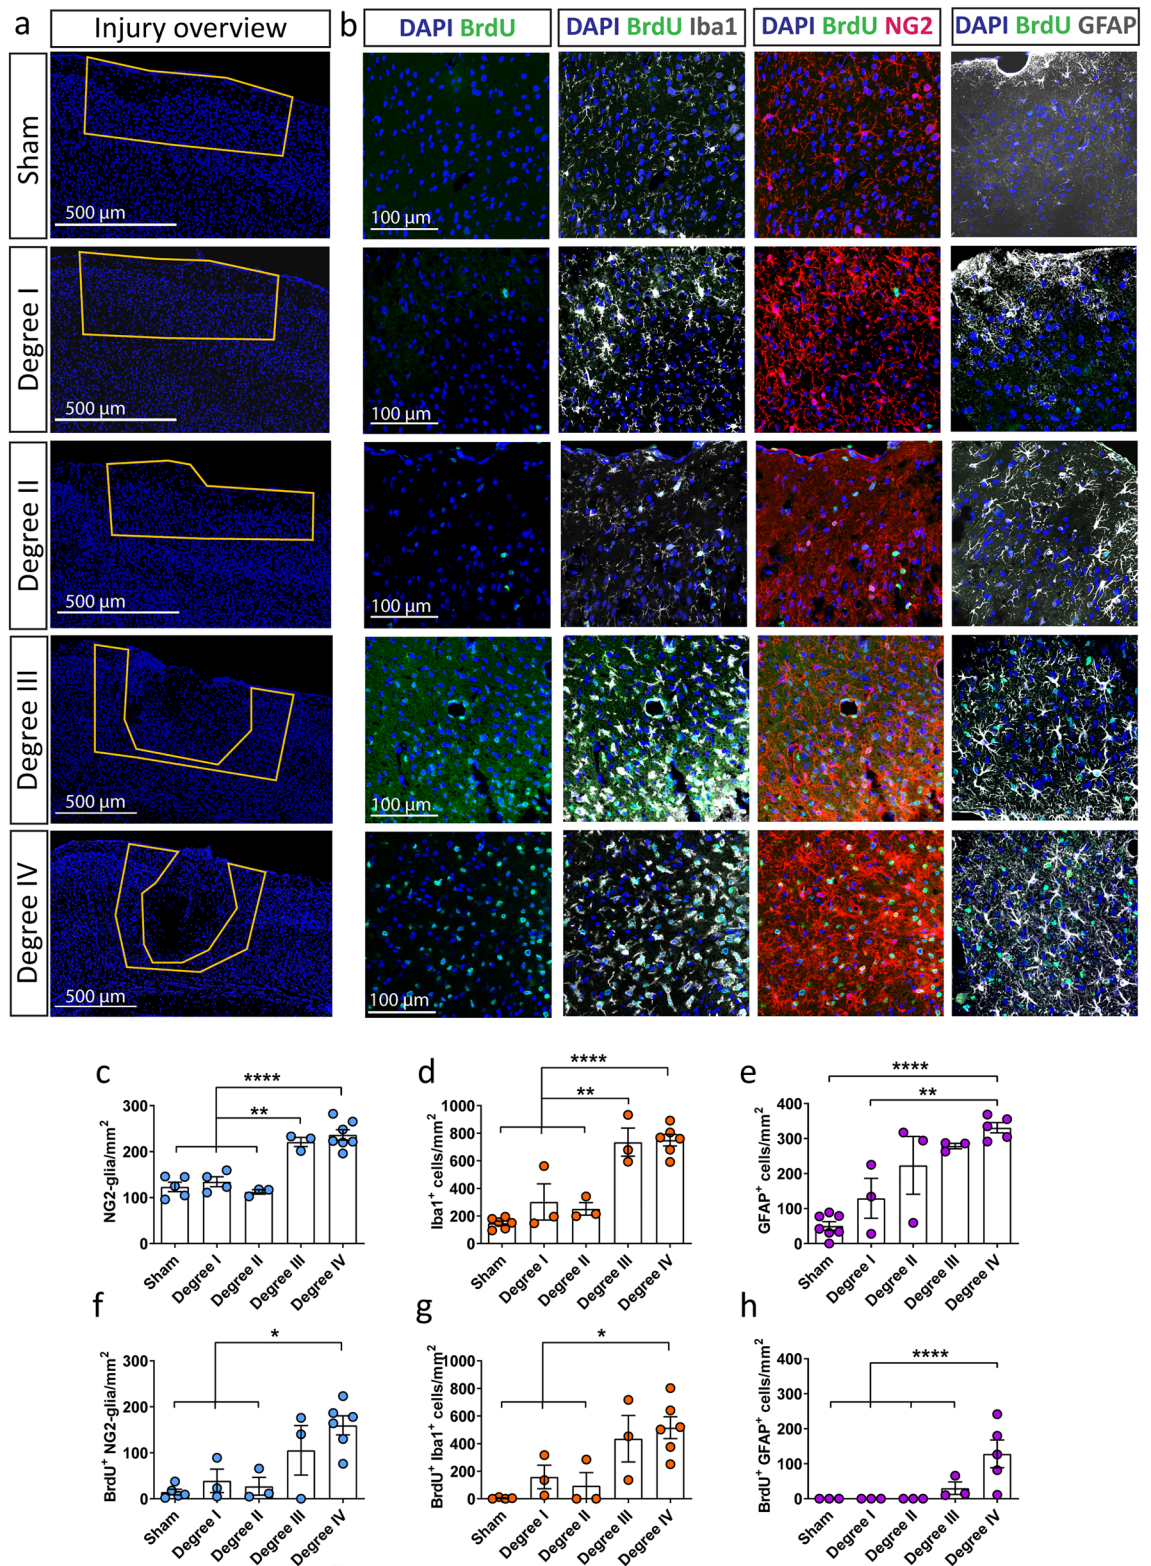 a
Injury overview
b
DAPI BrdU
DAPI BrdU Iba1
DAPI BrdU NG2
DAPI BrdU GFAP
Sham
500 µm
100 µm
Degree I
500 µm
100 µm
Degree II
500 µm
100 µm
Degree III
500 µm
100 µm
Degree IV
500 µm
100 µm
c
****
**
NG2-glia/mm²
300
200
100
0
Sham
Degree I
Degree II
Degree III
Degree IV
d
****
**
Iba1⁺ cells/mm²
1000
800
600
400
200
0
Sham
Degree I
Degree II
Degree III
Degree IV
e
****
**
GFAP⁺ cells/mm²
400
300
200
100
0
Sham
Degree I
Degree II
Degree III
Degree IV
f
*
BrdU⁺ NG2-glia/mm²
300
200
100
0
Sham
Degree I
Degree II
Degree III
Degree IV
g
*
BrdU⁺ Iba1⁺ cells/mm²
1000
800
600
400
200
0
Sham
Degree I
Degree II
Degree III
Degree IV
h
****
BrdU⁺ GFAP⁺ cells/mm²
400
300
200
100
0
Sham
Degree I
Degree II
Degree III
Degree IV